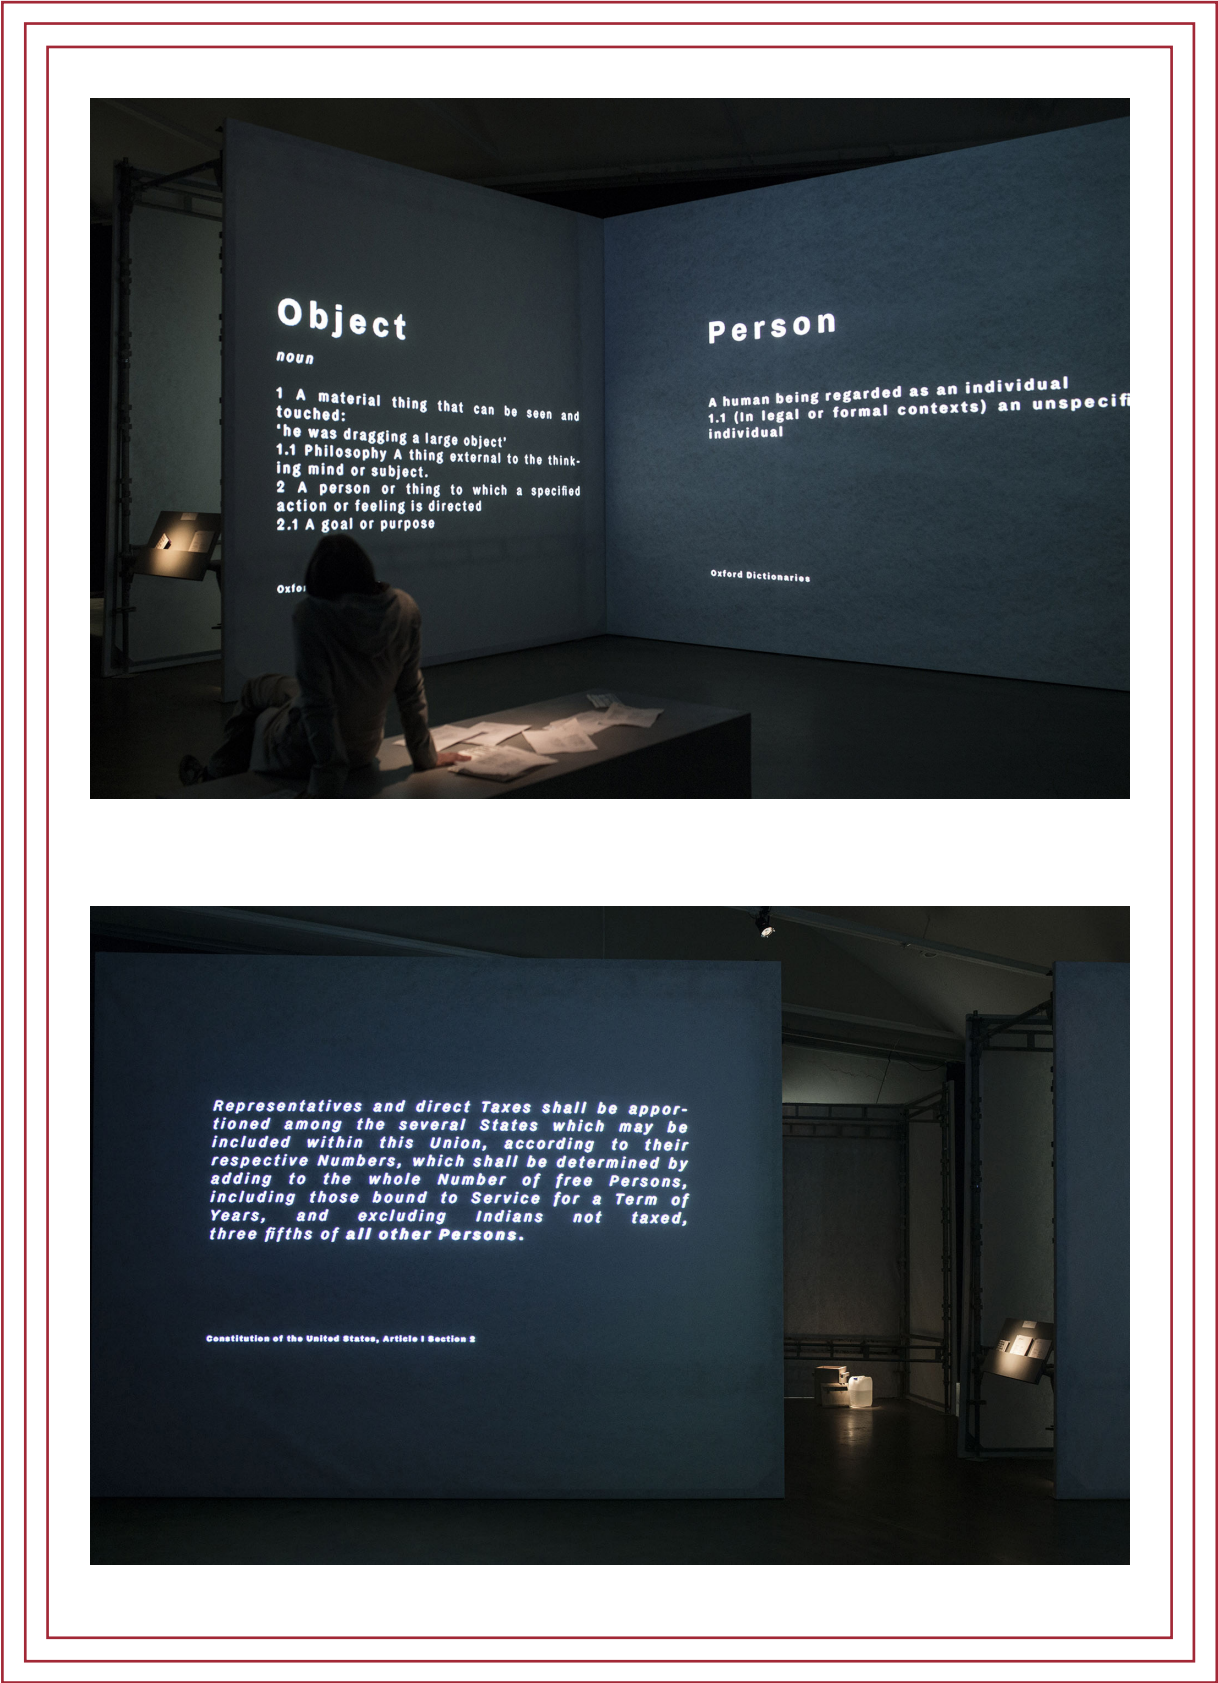 Object
noun
1 A material thing that can be seen and
touched:
'he was dragging a large object'
1.1 Philosophy A thing external to the think-
ing mind or subject.
2 A person or thing to which a specified
action or feeling is directed
2.1 A goal or purpose
Person
A human being regarded as an individual
1.1 (In legal or formal contexts) an
individual
Oxford Dictionaries
Representatives and direct Taxes shall be appor-
tioned among the several States which may be
included within this Union, according to their
respective Numbers, which shall be determined by
adding to the whole Number of free Persons,
including those bound to Service for a Term of
Years, and excluding Indians not taxed,
three fifths of all other Persons.
Constitution of the United States, Article I Section 2